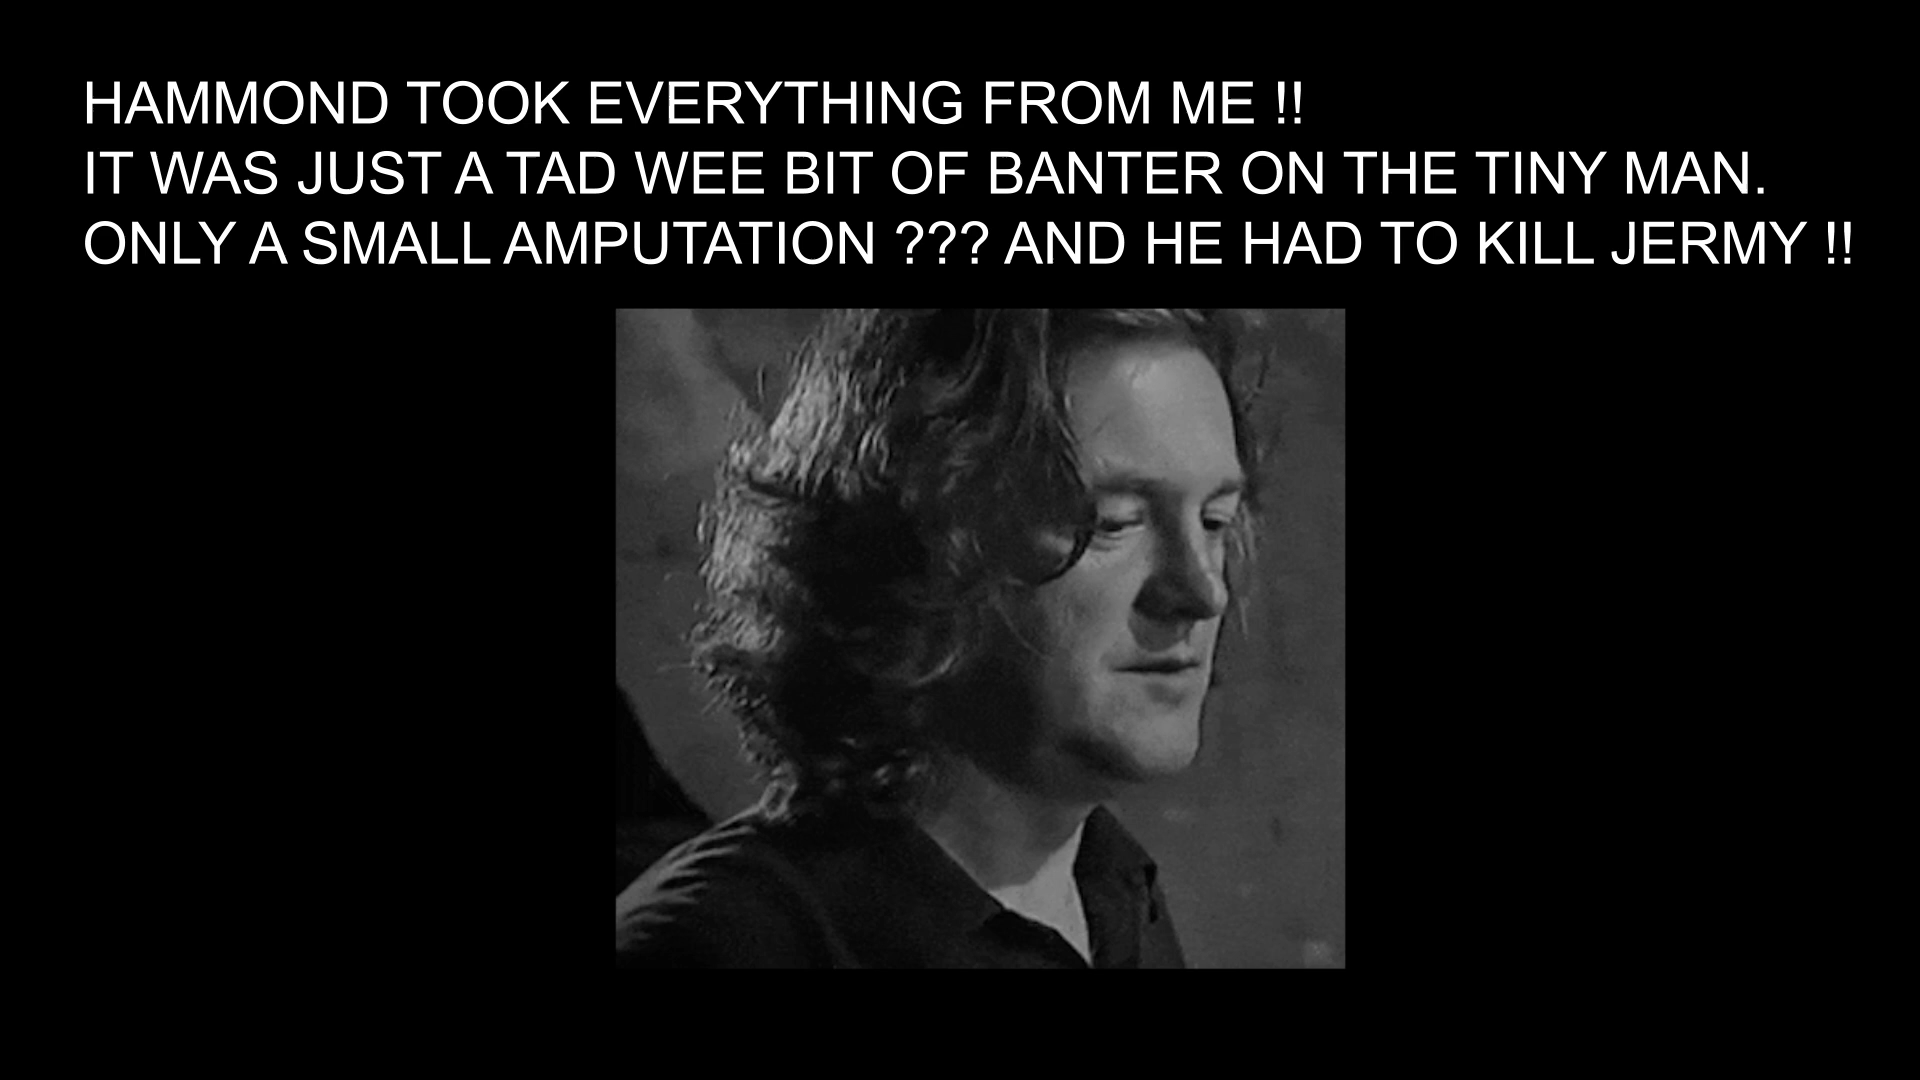 HAMMOND TOOK EVERYTHING FROM ME !!
IT WAS JUST A TAD WEE BIT OF BANTER ON THE TINY MAN.
ONLY A SMALL AMPUTATION ??? AND HE HAD TO KILL JERMY !!